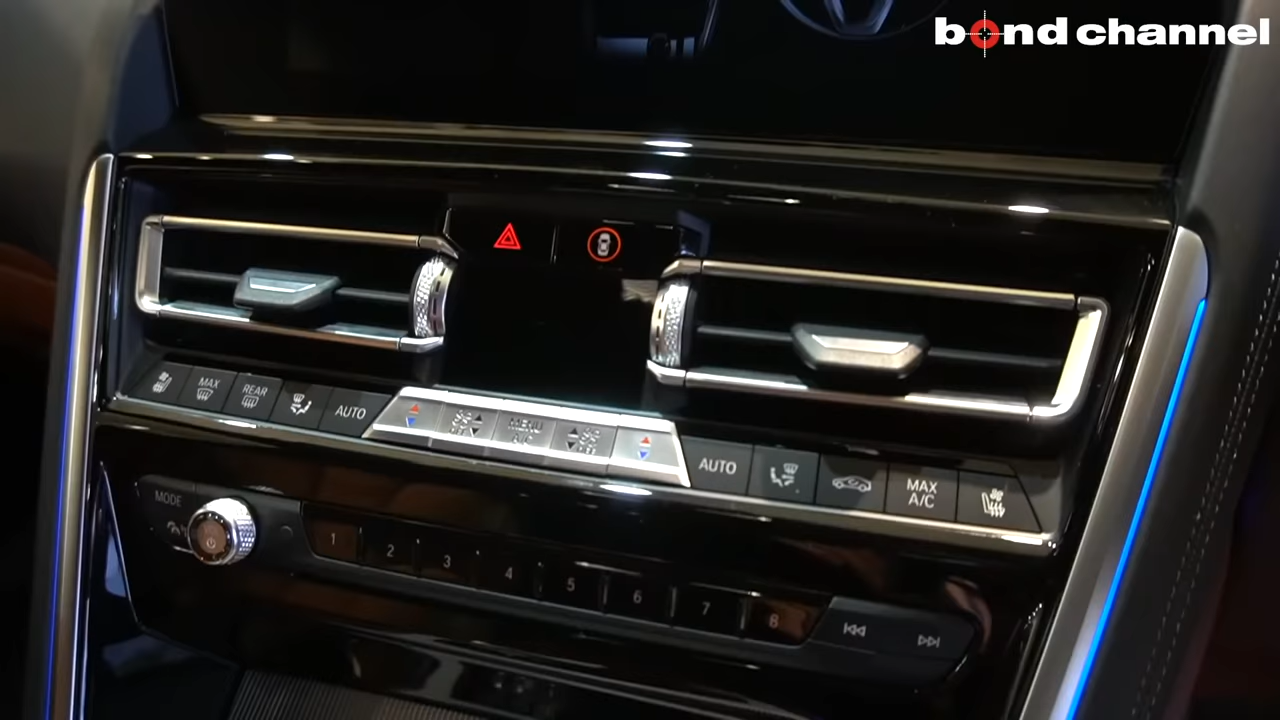 bond channel
MAX
REAR
AUTO
MENU
A/C
AUTO
MAX
A/C
MODE
1
2
3
4
5
6
7
8